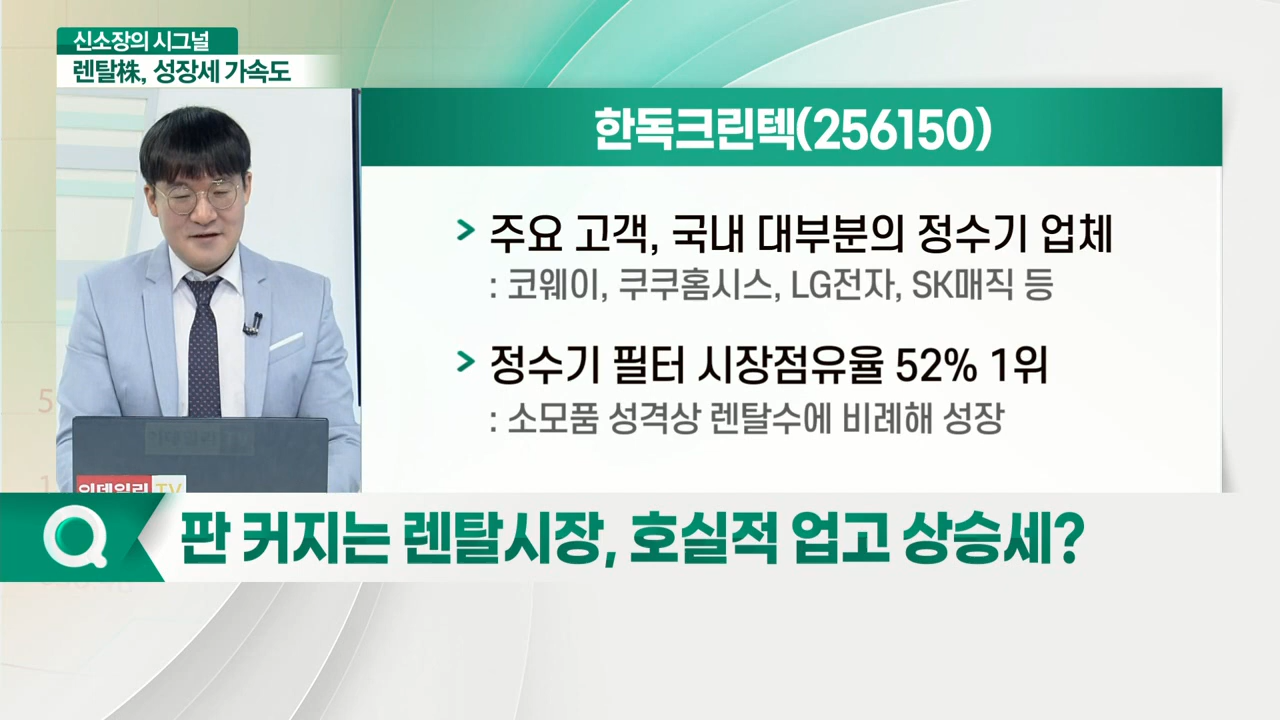 신소장의 시그널
렌탈株, 성장세 가속도
한독크린텍(256150)
> 주요 고객, 국내 대부분의 정수기 업체
: 코웨이, 쿠쿠홈시스, LG전자, SK매직 등
> 정수기 필터 시장점유율 52% 1위
: 소모품 성격상 렌탈수에 비례해 성장
이데일리 TV
판 커지는 렌탈시장, 호실적 업고 상승세?